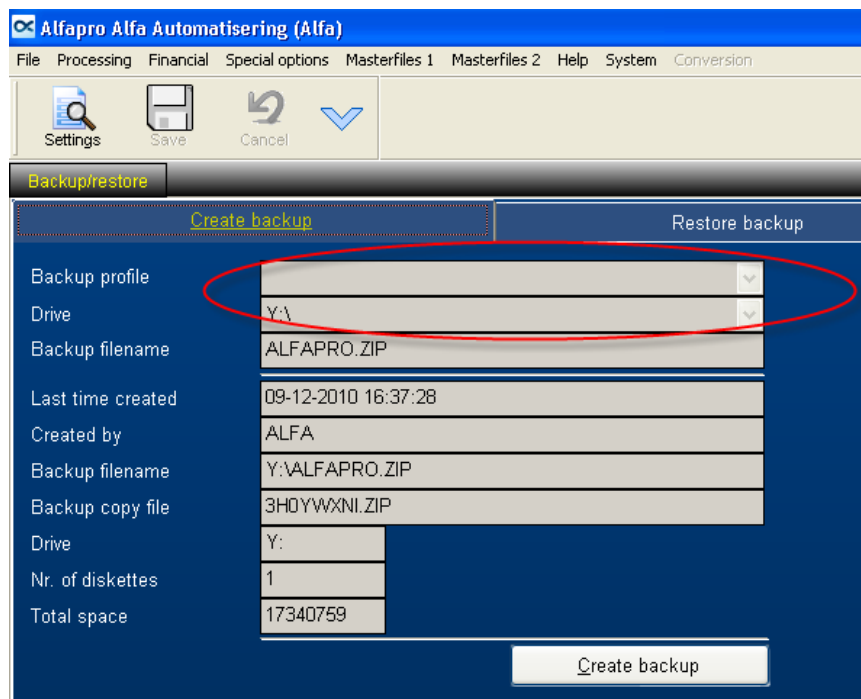 Alfapro Alfa Automatisering (Alfa)
File Processing Financial Special options Masterfiles 1 Masterfiles 2 Help System Conversion
Settings Save Cancel
Backup/restore
Create backup Restore backup
Backup profile
Drive Y:\
Backup filename ALFAPRO.ZIP
Last time created 09-12-2010 16:37:28
Created by ALFA
Backup filename Y:\ALFAPRO.ZIP
Backup copy file 3H0YWXNI.ZIP
Drive Y:
Nr. of diskettes 1
Total space 17340759
Create backup